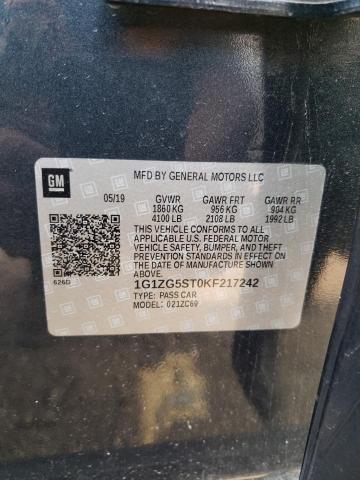 GM
MFD BY GENERAL MOTORS LLC
05/19 GVWR GAWR FRT GAWR RR
1860 KG 956 KG 904 KG
4100 LB 2108 LB 1992 LB
THIS VEHICLE CONFORMS TO ALL
APPLICABLE U.S. FEDERAL MOTOR
VEHICLE SAFETY, BUMPER, AND THEFT
PREVENTION STANDARDS IN EFFECT ON
THE DATE OF MANUFACTURE SHOWN ABOVE.
1G1ZG5ST0KF217242
TYPE: PASS CAR
626D MODEL: 021ZC69